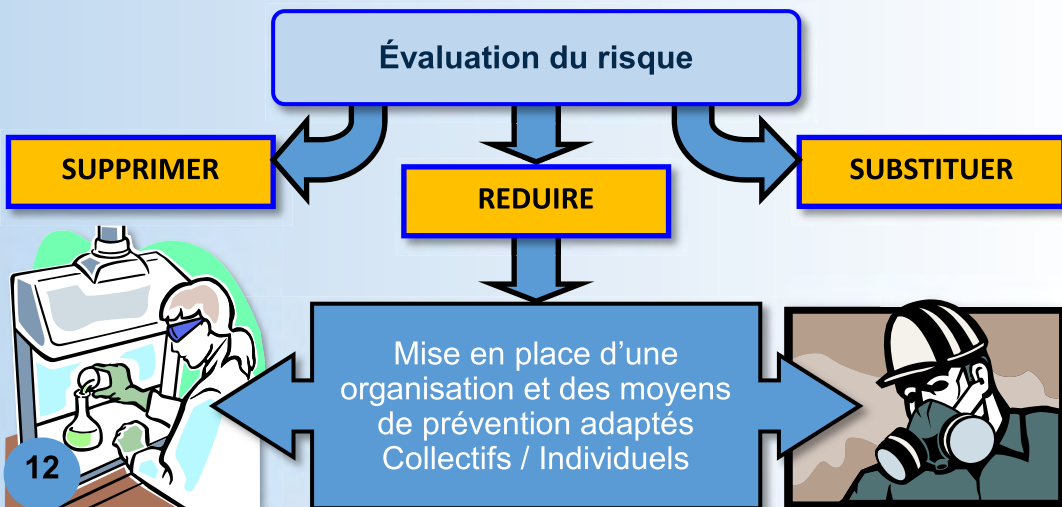 Évaluation du risque
SUPPRIMER
REDUIRE
SUBSTITUER
Mise en place d'une
organisation et des moyens
de prévention adaptés
Collectifs / Individuels
12